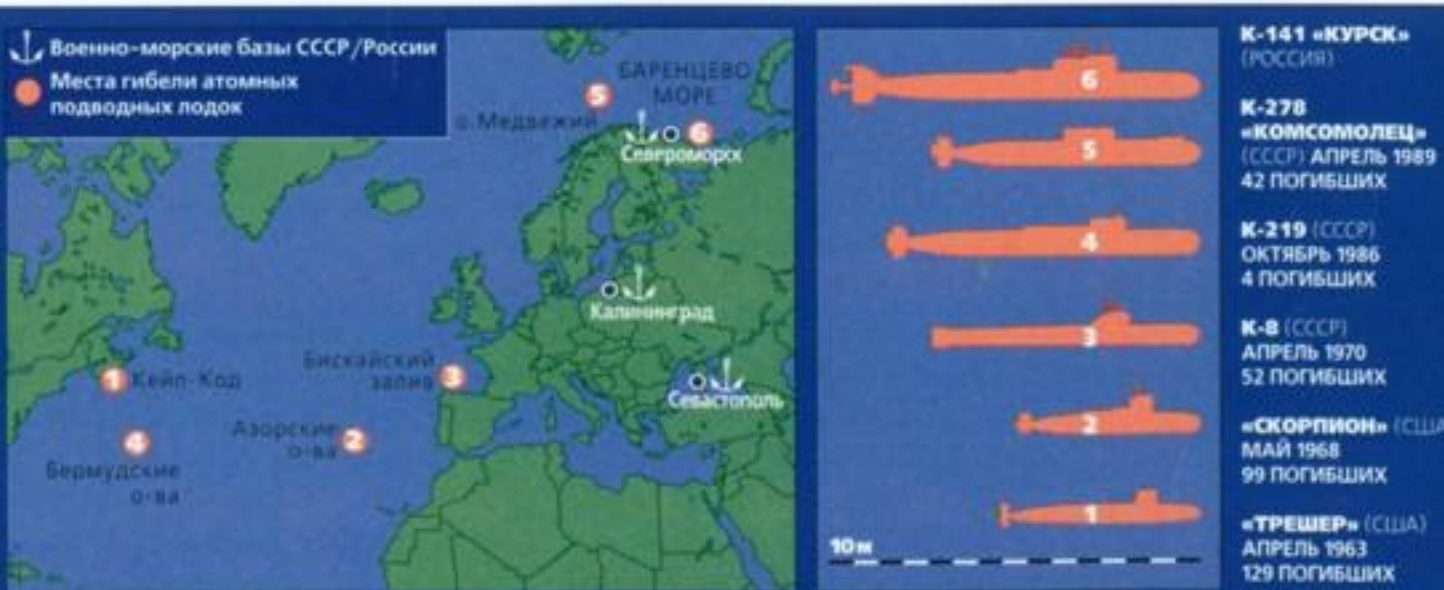 Военно-морские базы СССР/России
Места гибели атомных
подводных лодок
БАРЕНЦЕВО
МОРЕ
5
о.Медвежий
6
Североморск
Калининград
Бискайский
залив
3
Севастополь
1
Кейп-Код
Азорские
о-ва
2
4
Бермудские
о-ва
6
5
4
3
2
1
10 м
К-141 «КУРСК»
(РОССИЯ)
К-278
«КОМСОМОЛЕЦ»
(СССР) АПРЕЛЬ 1989
42 ПОГИБШИХ
К-219 (СССР)
ОКТЯБРЬ 1986
4 ПОГИБШИХ
К-8 (СССР)
АПРЕЛЬ 1970
52 ПОГИБШИХ
«СКОРПИОН» (США
МАЙ 1968
99 ПОГИБШИХ
«ТРЕШЕР» (США)
АПРЕЛЬ 1963
129 ПОГИБШИХ